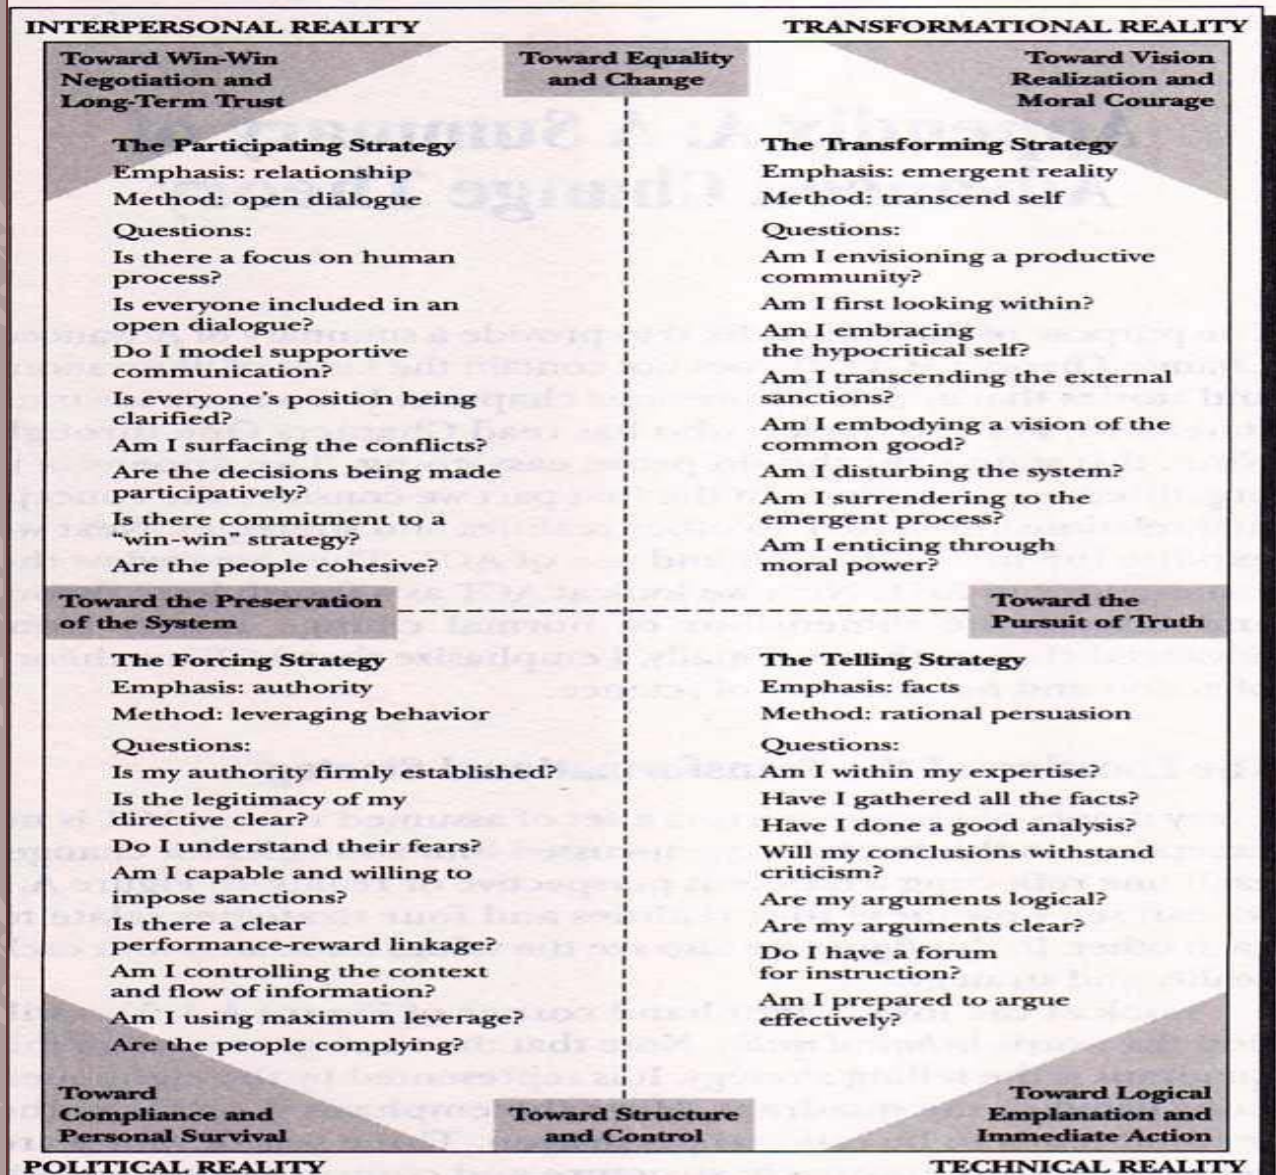 INTERPERSONAL REALITY
TRANSFORMATIONAL REALITY
Toward Win-Win
Negotiation and
Long-Term Trust
Toward Equality
and Change
Toward Vision
Realization and
Moral Courage
The Participating Strategy
Emphasis: relationship
Method: open dialogue
Questions:
Is there a focus on human
process?
Is everyone included in an
open dialogue?
Do I model supportive
communication?
Is everyone's position being
clarified?
Am I surfacing the conflicts?
Are the decisions being made
participatively?
Is there commitment to a
"win-win" strategy?
Are the people cohesive?
The Transforming Strategy
Emphasis: emergent reality
Method: transcend self
Questions:
Am I envisioning a productive
community?
Am I first looking within?
Am I embracing
the hypocritical self?
Am I transcending the external
sanctions?
Am I embodying a vision of the
common good?
Am I disturbing the system?
Am I surrendering to the
emergent process?
Am I enticing through
moral power?
Toward the Preservation
of the System
Toward the
Pursuit of Truth
The Forcing Strategy
Emphasis: authority
Method: leveraging behavior
Questions:
Is my authority firmly established?
Is the legitimacy of my
directive clear?
Do I understand their fears?
Am I capable and willing to
impose sanctions?
Is there a clear
performance-reward linkage?
Am I controlling the context
and flow of information?
Am I using maximum leverage?
Are the people complying?
The Telling Strategy
Emphasis: facts
Method: rational persuasion
Questions:
Am I within my expertise?
Have I gathered all the facts?
Have I done a good analysis?
Will my conclusions withstand
criticism?
Are my arguments logical?
Are my arguments clear?
Do I have a forum
for instruction?
Am I prepared to argue
effectively?
Toward
Compliance and
Personal Survival
Toward Structure
and Control
Toward Logical
Explanation and
Immediate Action
POLITICAL REALITY
TECHNICAL REALITY